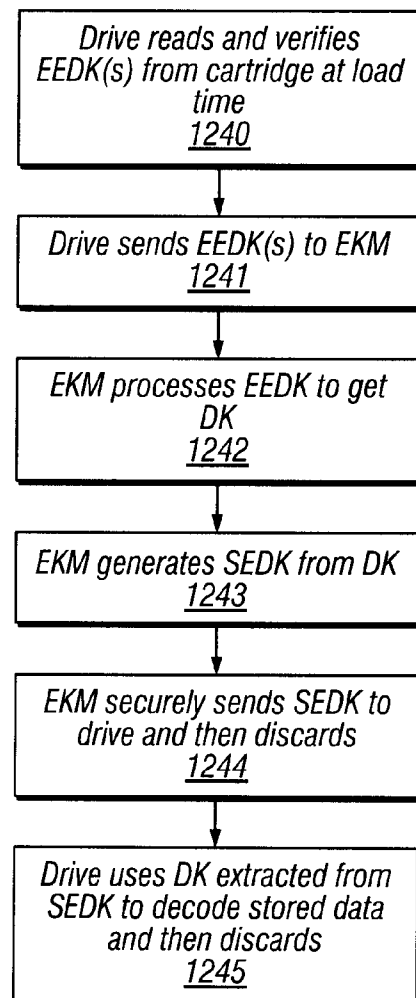 Drive reads and verifies
EEDK(s) from cartridge at load
time
1240
Drive sends EEDK(s) to EKM
1241
EKM processes EEDK to get
DK
1242
EKM generates SEDK from DK
1243
EKM securely sends SEDK to
drive and then discards
1244
Drive uses DK extracted from
SEDK to decode stored data
and then discards
1245